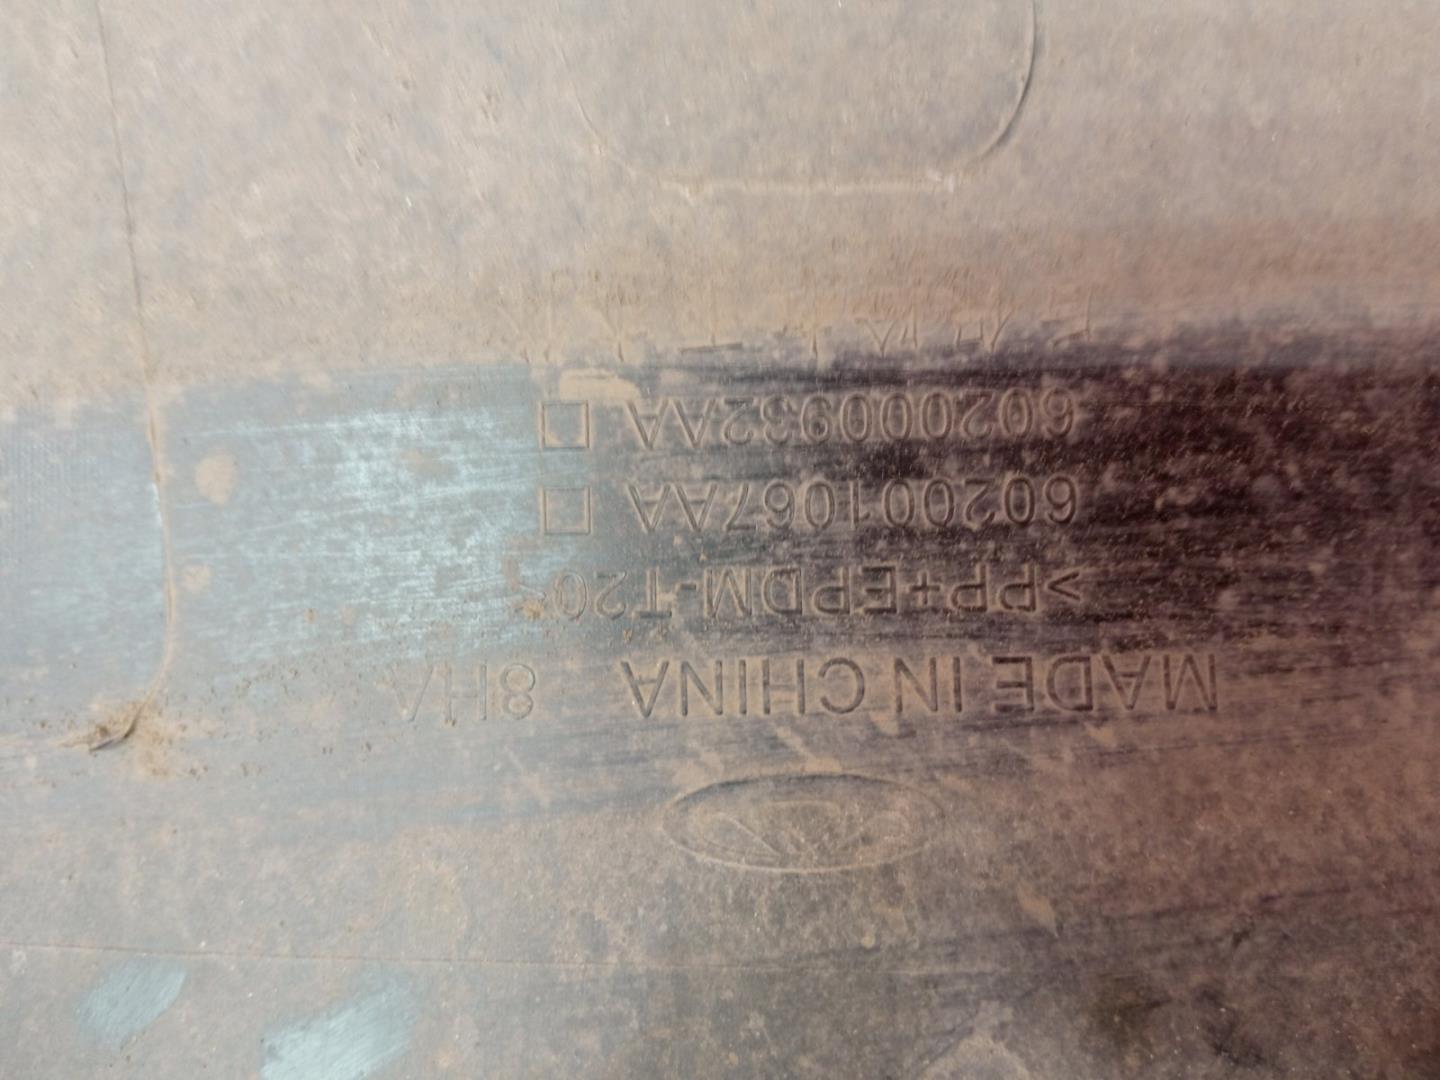 MADE IN CHINA 8HA
>PP+EPDM-T20<
602001067AA □
602000932AA □